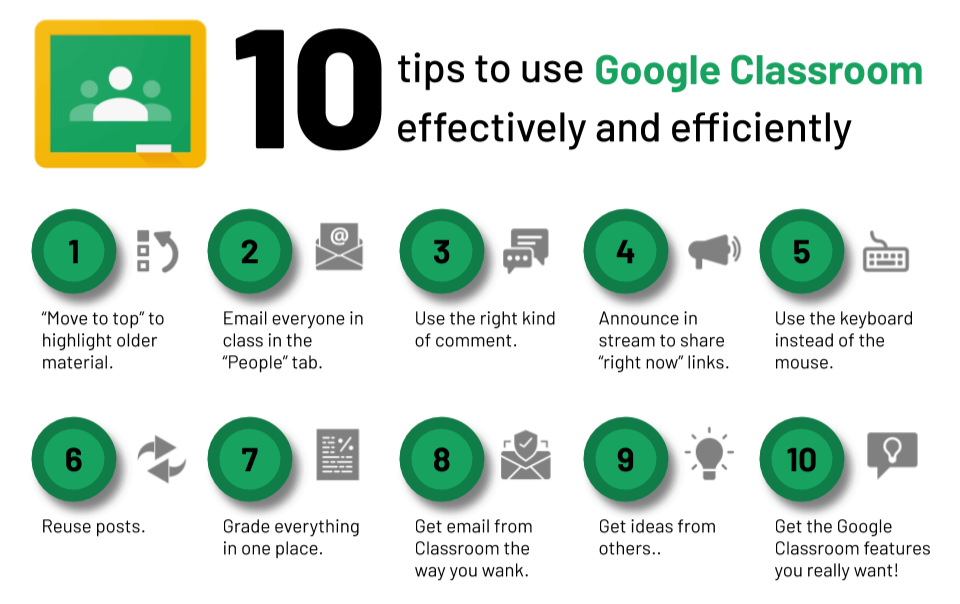 10 tips to use Google Classroom
effectively and efficiently
1
“Move to top” to
highlight older
material.
2
@
Email everyone in
class in the
“People” tab.
3
Use the right kind
of comment.
4
Announce in
stream to share
“right now” links.
5
Use the keyboard
instead of the
mouse.
6
Reuse posts.
7
%
Grade everything
in one place.
8
Get email from
Classroom the
way you wank.
9
Get ideas from
others..
10
Get the Google
Classroom features
you really want!